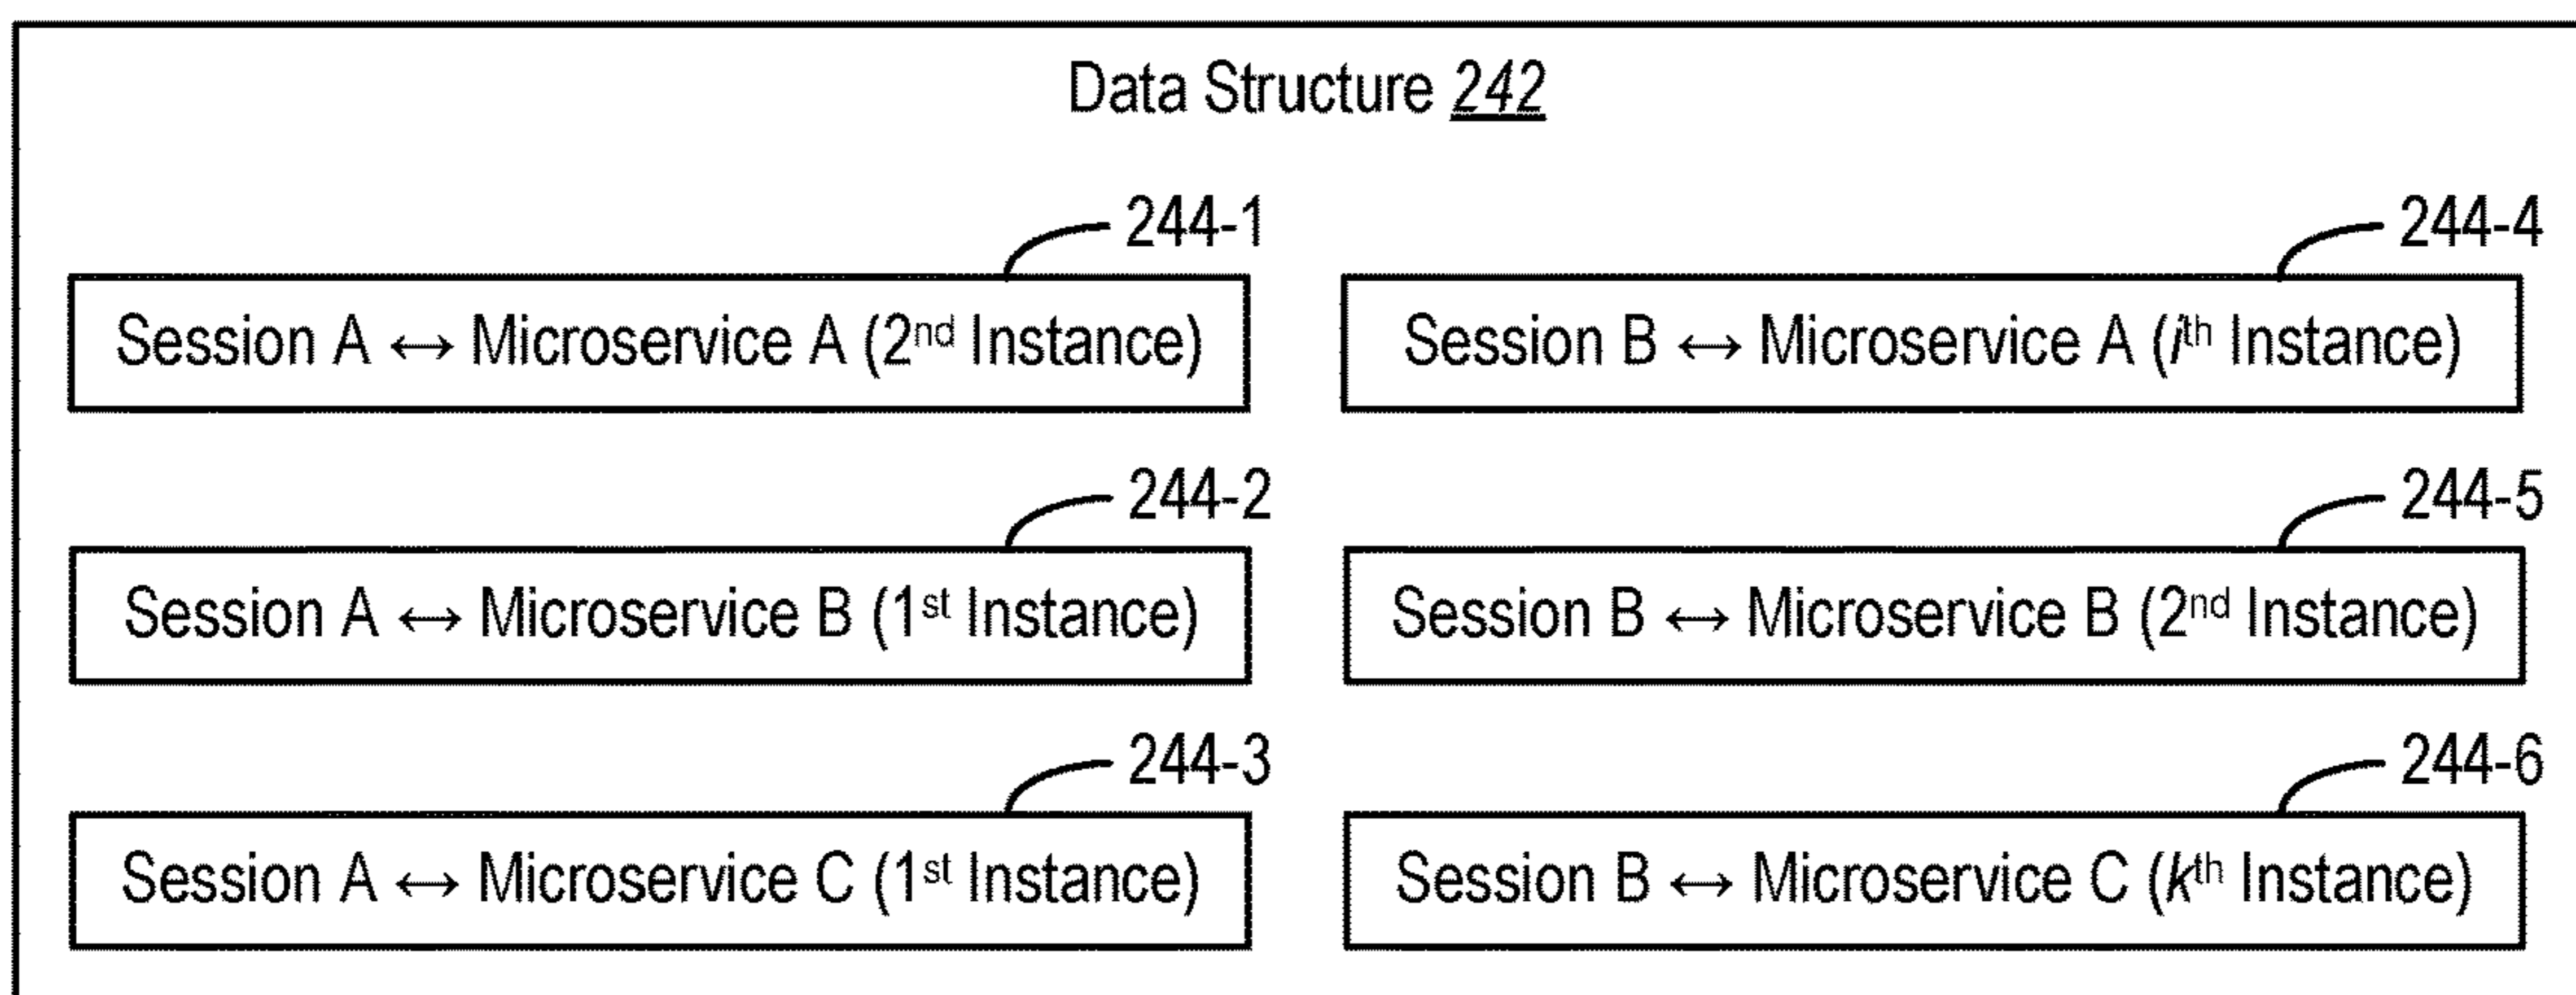 Data Structure 242
244-1
Session A ↔ Microservice A (2nd Instance)
244-2
Session A ↔ Microservice B (1st Instance)
244-3
Session A ↔ Microservice C (1st Instance)
244-4
Session B ↔ Microservice A (ith Instance)
244-5
Session B ↔ Microservice B (2nd Instance)
244-6
Session B ↔ Microservice C (kth Instance)